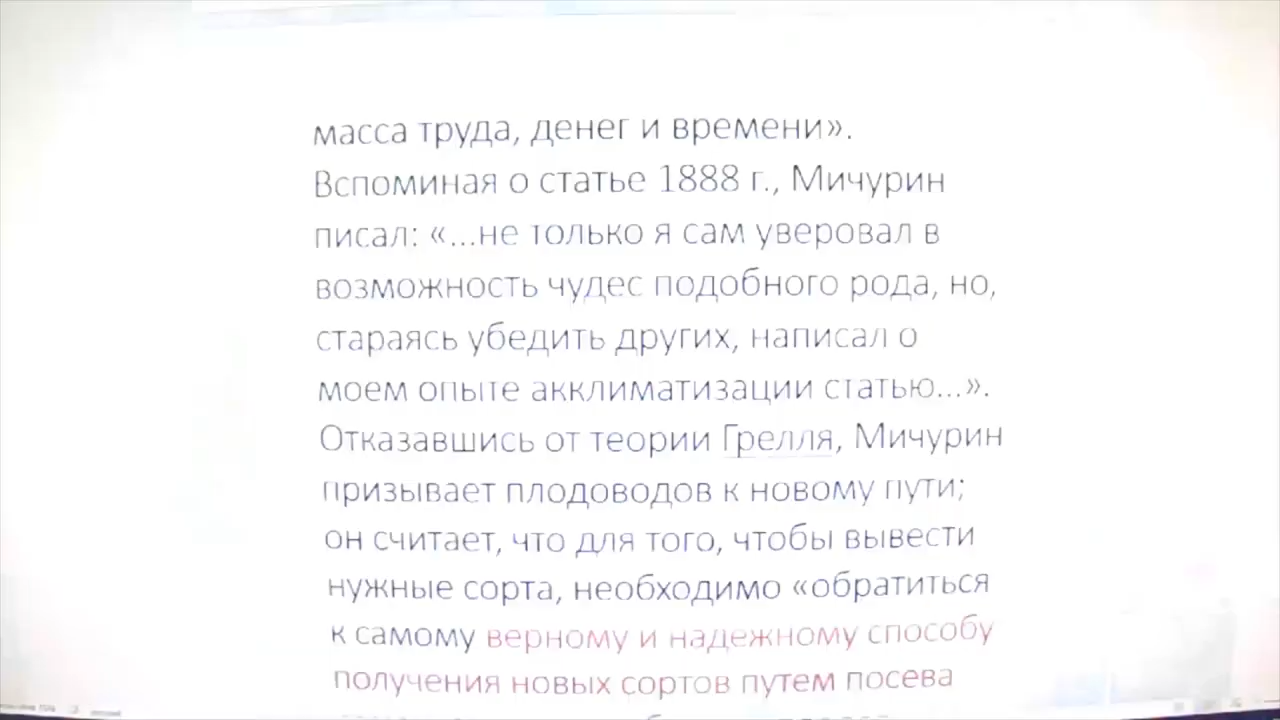 масса труда, денег и времени».
Вспоминая о статье 1888 г., Мичурин
писал: «...не только я сам уверовал в
возможность чудес подобного рода, но,
стараясь убедить других, написал о
моем опыте акклиматизации статью...».
Отказавшись от теории Грелля, Мичурин
призывает плодоводов к новому пути;
он считает, что для того, чтобы вывести
нужные сорта, необходимо «обратиться
к самому верному и надежному способу
получения новых сортов путем посева